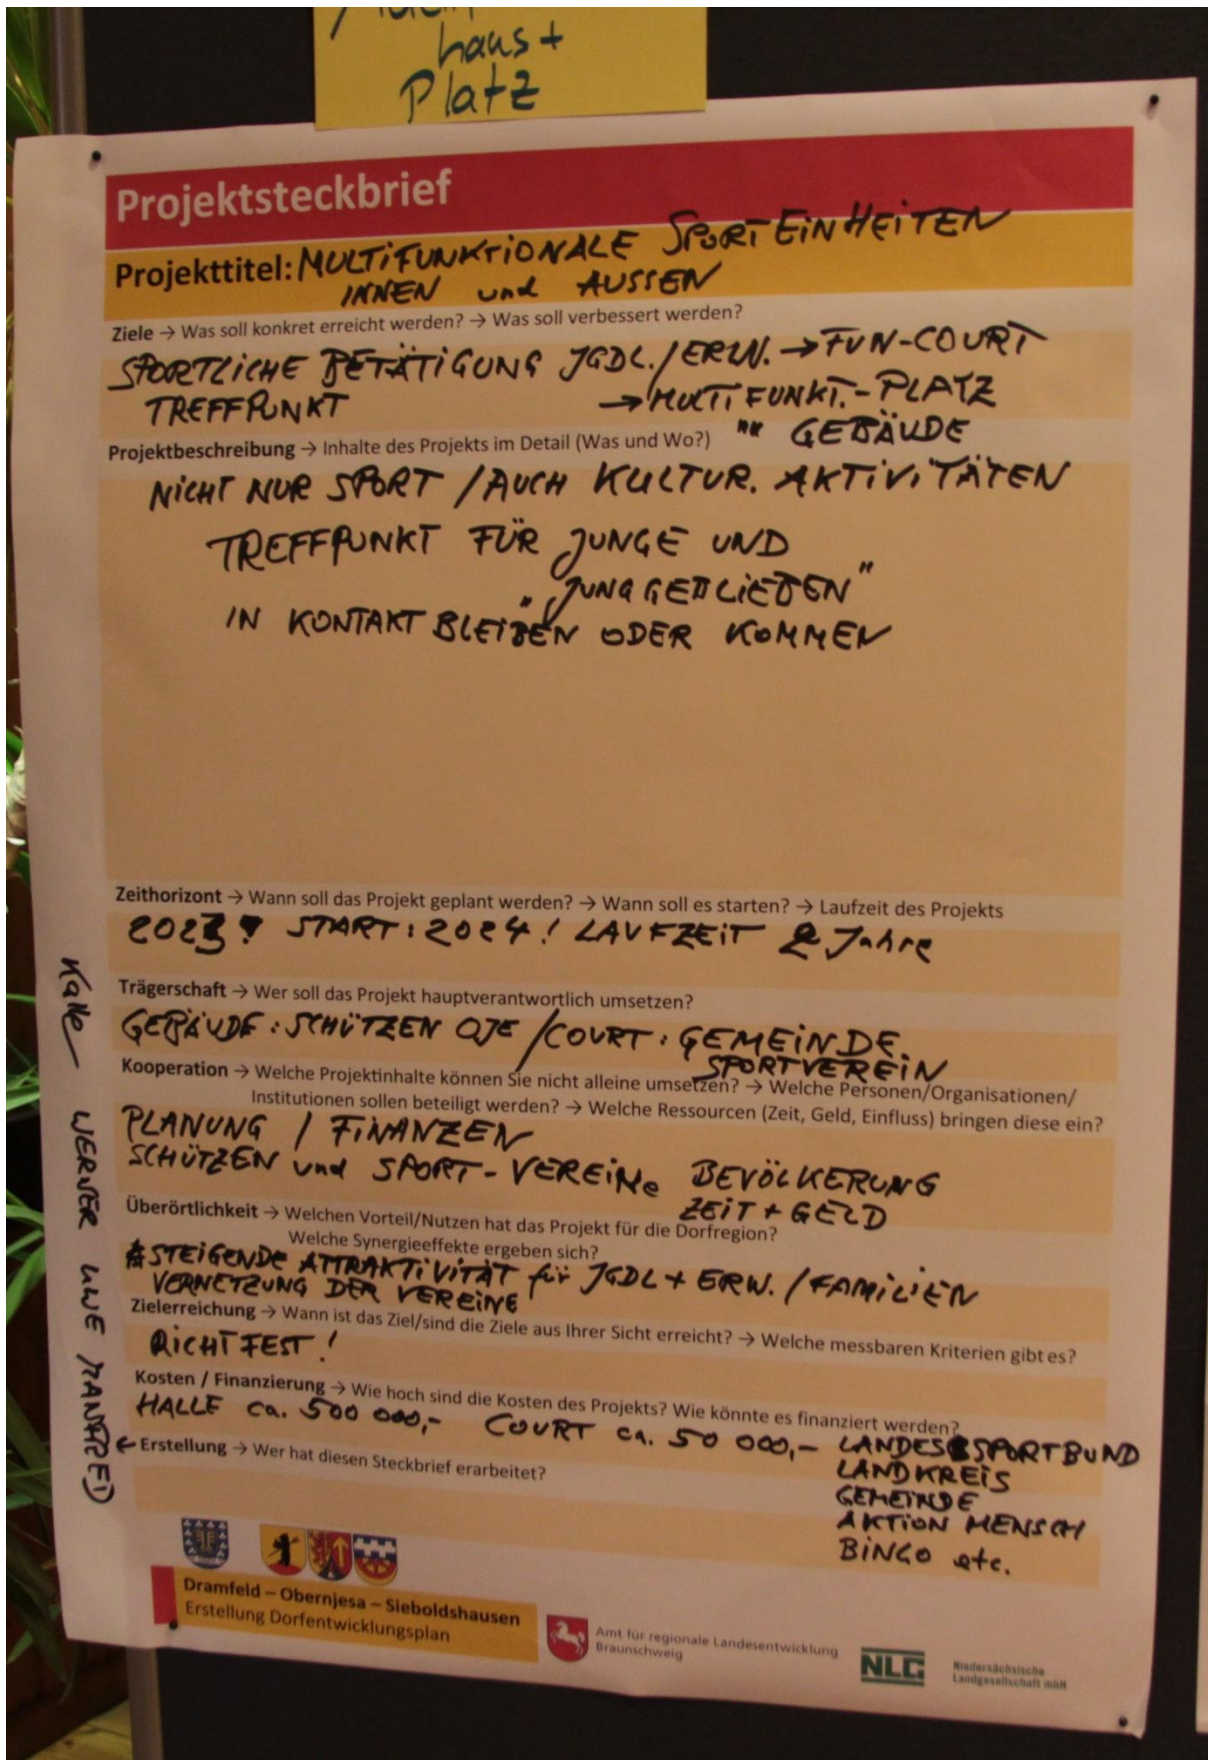 haus +
Platz
Projektsteckbrief
Projekttitel: MULTIFUNKTIONALE SPORTEINHEITEN
INNEN und AUSSEN
Ziele → Was soll konkret erreicht werden? → Was soll verbessert werden?
SPORTLICHE BETÄTIGUNG JGDL./ERW. → FUN-COURT
TREFFPUNKT → MULTIFUNKT.-PLATZ
"" GEBÄUDE
Projektbeschreibung → Inhalte des Projekts im Detail (Was und Wo?)
NICHT NUR SPORT / AUCH KULTUR. AKTIVITÄTEN
TREFFPUNKT FÜR JUNGE UND
"JUNGGEBLIEBEN"
IN KONTAKT BLEIBEN ODER KOMMEN
Zeithorizont → Wann soll das Projekt geplant werden? → Wann soll es starten? → Laufzeit des Projekts
2023? START: 2024! LAUFZEIT 2 Jahre
Trägerschaft → Wer soll das Projekt hauptverantwortlich umsetzen?
GEBÄUDE: SCHÜTZEN OJE / COURT: GEMEINDE
SPORTVEREIN
Kooperation → Welche Projektinhalte können Sie nicht alleine umsetzen? → Welche Personen/Organisationen/
Institutionen sollen beteiligt werden? → Welche Ressourcen (Zeit, Geld, Einfluss) bringen diese ein?
PLANUNG / FINANZEN
SCHÜTZEN und SPORT-VEREINE BEVÖLKERUNG
ZEIT + GELD
Überörtlichkeit → Welchen Vorteil/Nutzen hat das Projekt für die Dorfregion?
Welche Synergieeffekte ergeben sich?
STEIGENDE ATTRAKTIVITÄT für JGDL + ERW. / FAMILIEN
VERNETZUNG DER VEREINE
Zielerreichung → Wann ist das Ziel/sind die Ziele aus Ihrer Sicht erreicht? → Welche messbaren Kriterien gibt es?
RICHTFEST!
Kosten / Finanzierung → Wie hoch sind die Kosten des Projekts? Wie könnte es finanziert werden?
HALLE ca. 500 000,- COURT ca. 50 000,- LANDESSPORTBUND
LANDKREIS
GEMEINDE
AKTION MENSCH
BINGO etc.
← Erstellung → Wer hat diesen Steckbrief erarbeitet?
Kalle WERNER UWE MANFRED
Dramfeld – Obernjesa – Sieboldshausen
Erstellung Dorfentwicklungsplan
Amt für regionale Landesentwicklung
Braunschweig
NLG
Niedersächsische
Landgesellschaft mbH